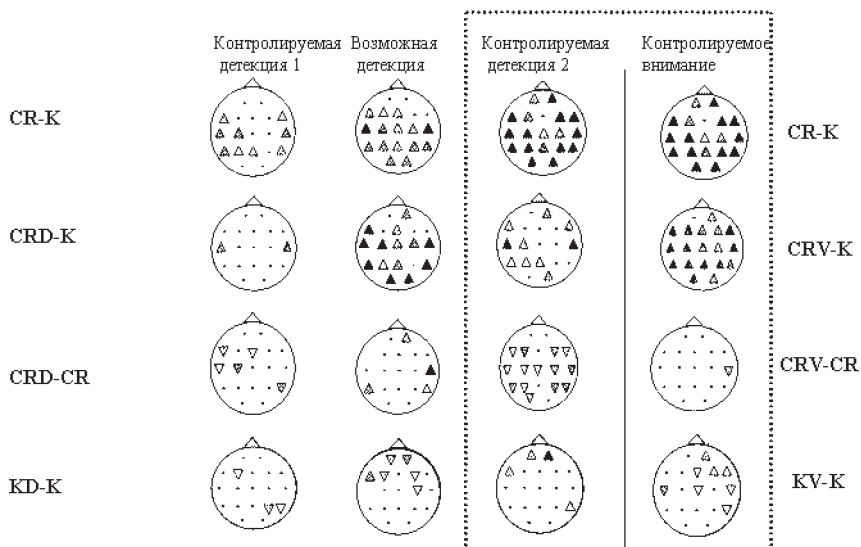 Контролируемая
детекция 1
Возможная
детекция
Контролируемая
детекция 2
Контролируемое
внимание
CR-K
CR-K
CRD-K
CRV-K
CRD-CR
CRV-CR
KD-K
KV-K